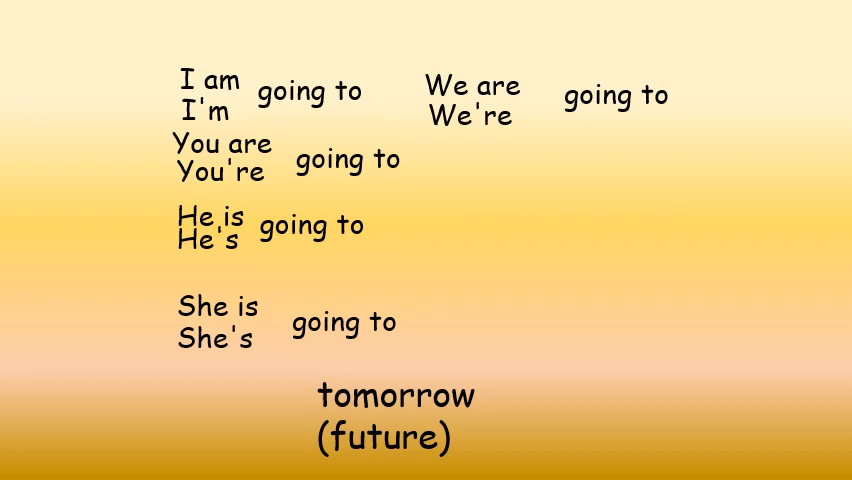 I am
I'm
going to
We are
We're
going to
You are
You're
going to
He is
He's
going to
She is
She's
going to
tomorrow
(future)